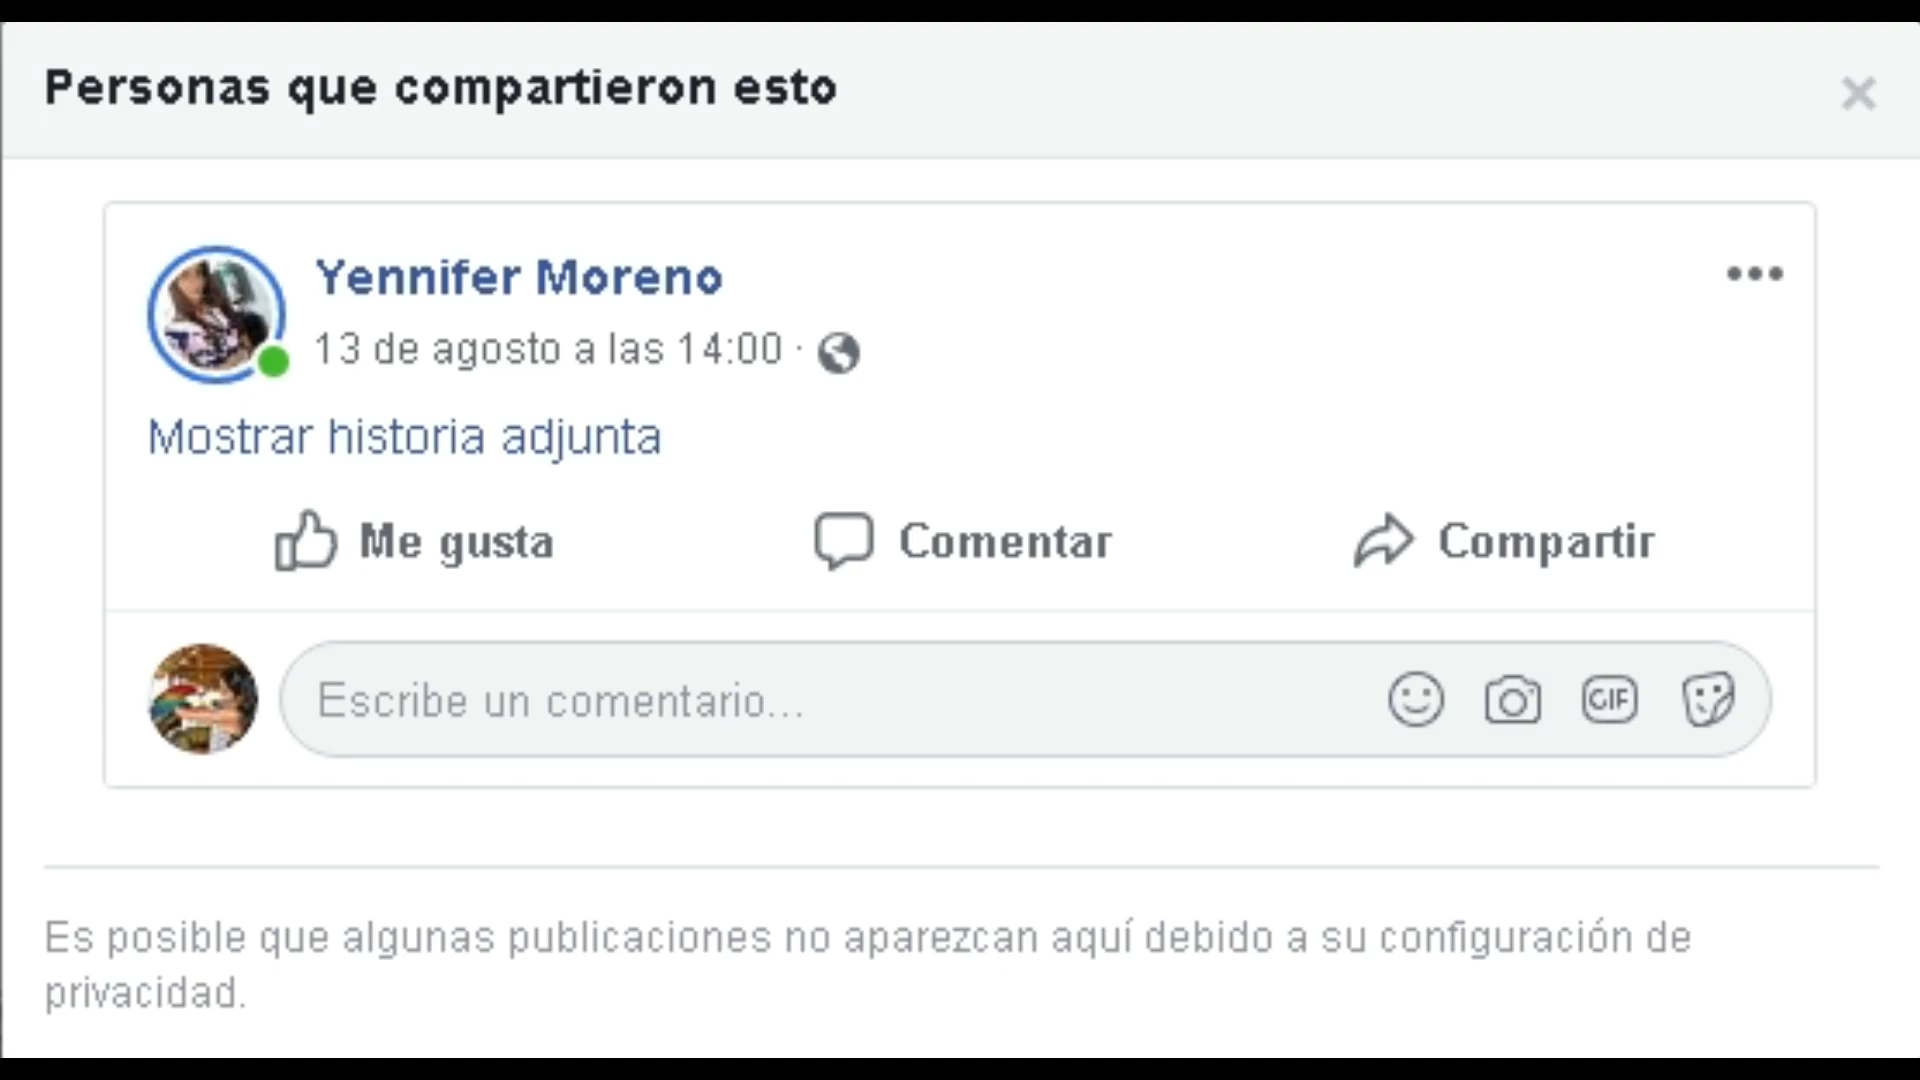 Personas que compartieron esto
Yennifer Moreno
13 de agosto a las 14:00 ·
Mostrar historia adjunta
Me gusta Comentar Compartir
Escribe un comentario... GIF
Es posible que algunas publicaciones no aparezcan aquí debido a su configuración de
privacidad.